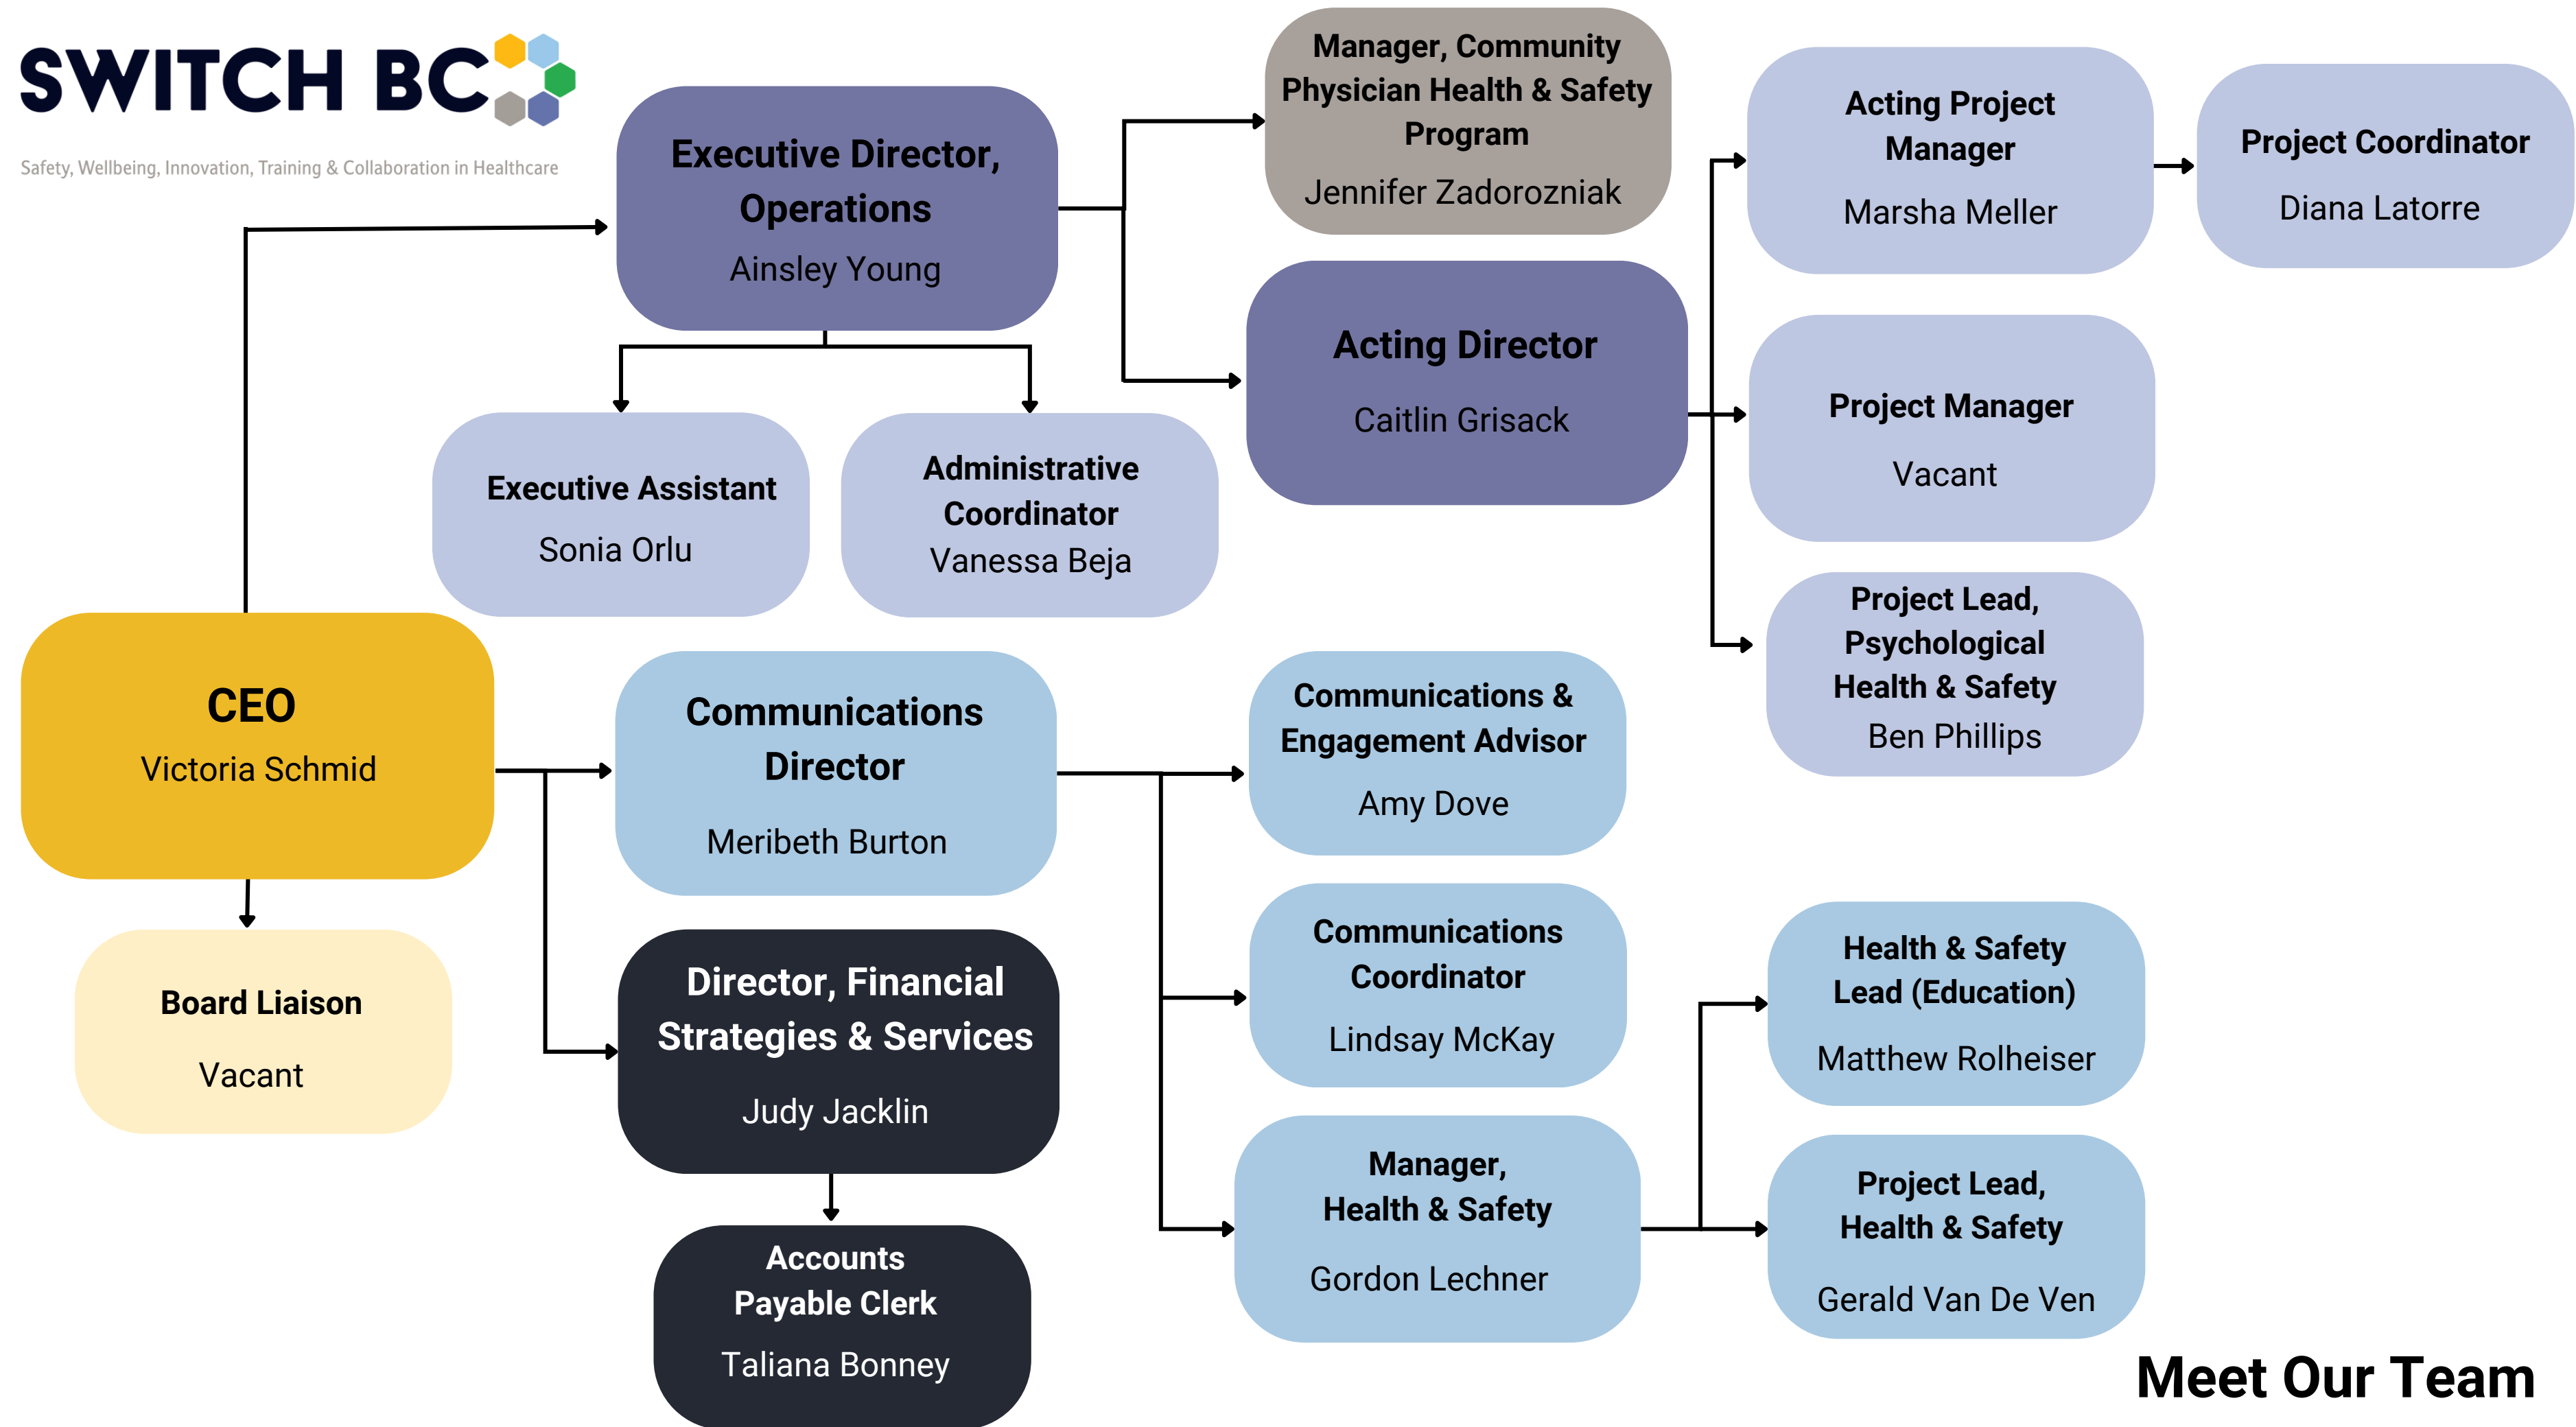 SWITCH BC
Safety, Wellbeing, Innovation, Training & Collaboration in Healthcare
Executive Director,
Operations
Ainsley Young
Manager, Community
Physician Health & Safety
Program
Jennifer Zadorozniak
Acting Project
Manager
Marsha Meller
Project Coordinator
Diana Latorre
Acting Director
Caitlin Grisack
Project Manager
Vacant
Executive Assistant
Sonia Orlu
Administrative
Coordinator
Vanessa Beja
Project Lead,
Psychological
Health & Safety
Ben Phillips
CEO
Victoria Schmid
Communications
Director
Meribeth Burton
Communications &
Engagement Advisor
Amy Dove
Communications
Coordinator
Lindsay McKay
Health & Safety
Lead (Education)
Matthew Rolheiser
Board Liaison
Vacant
Director, Financial
Strategies & Services
Judy Jacklin
Manager,
Health & Safety
Gordon Lechner
Project Lead,
Health & Safety
Gerald Van De Ven
Accounts
Payable Clerk
Taliana Bonney
Meet Our Team